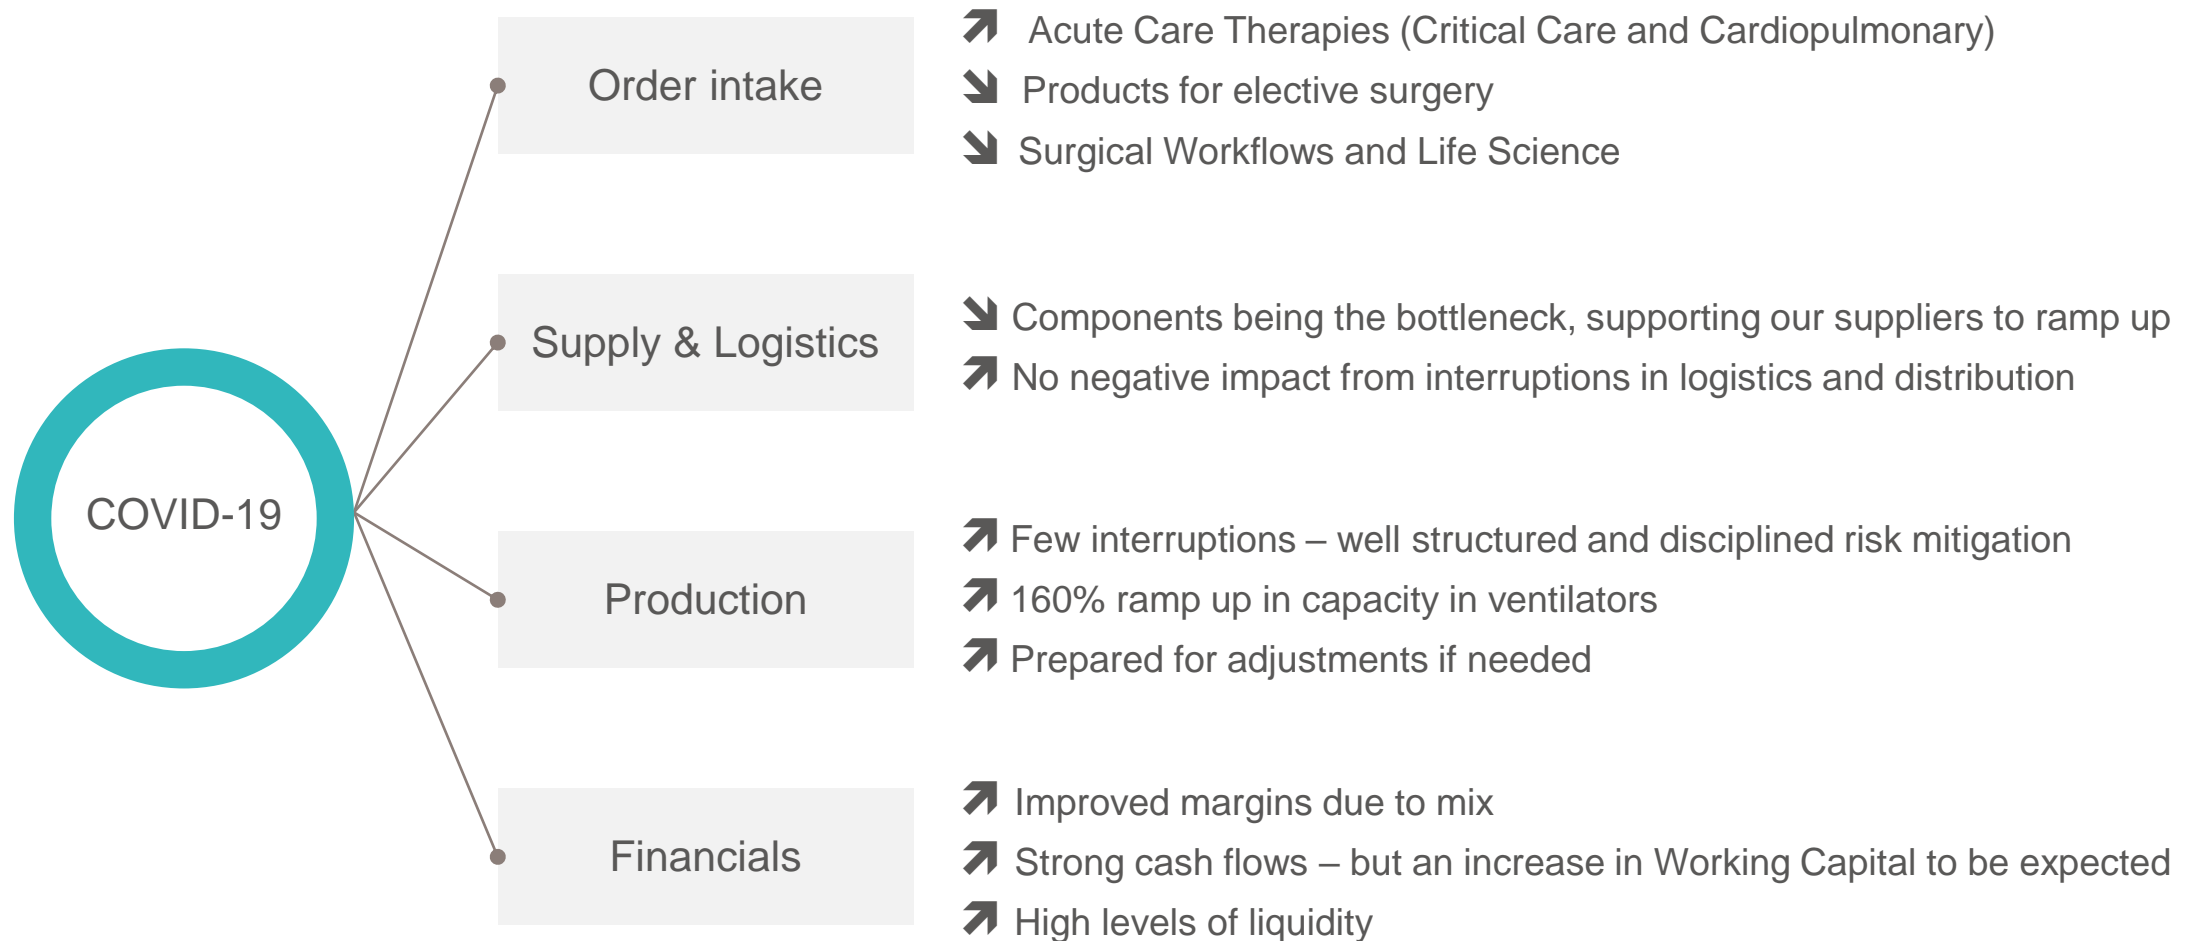 COVID-19
Order intake
Acute Care Therapies (Critical Care and Cardiopulmonary)
Products for elective surgery
Surgical Workflows and Life Science
Supply & Logistics
Components being the bottleneck, supporting our suppliers to ramp up
No negative impact from interruptions in logistics and distribution
Production
Few interruptions – well structured and disciplined risk mitigation
160% ramp up in capacity in ventilators
Prepared for adjustments if needed
Financials
Improved margins due to mix
Strong cash flows – but an increase in Working Capital to be expected
High levels of liquidity